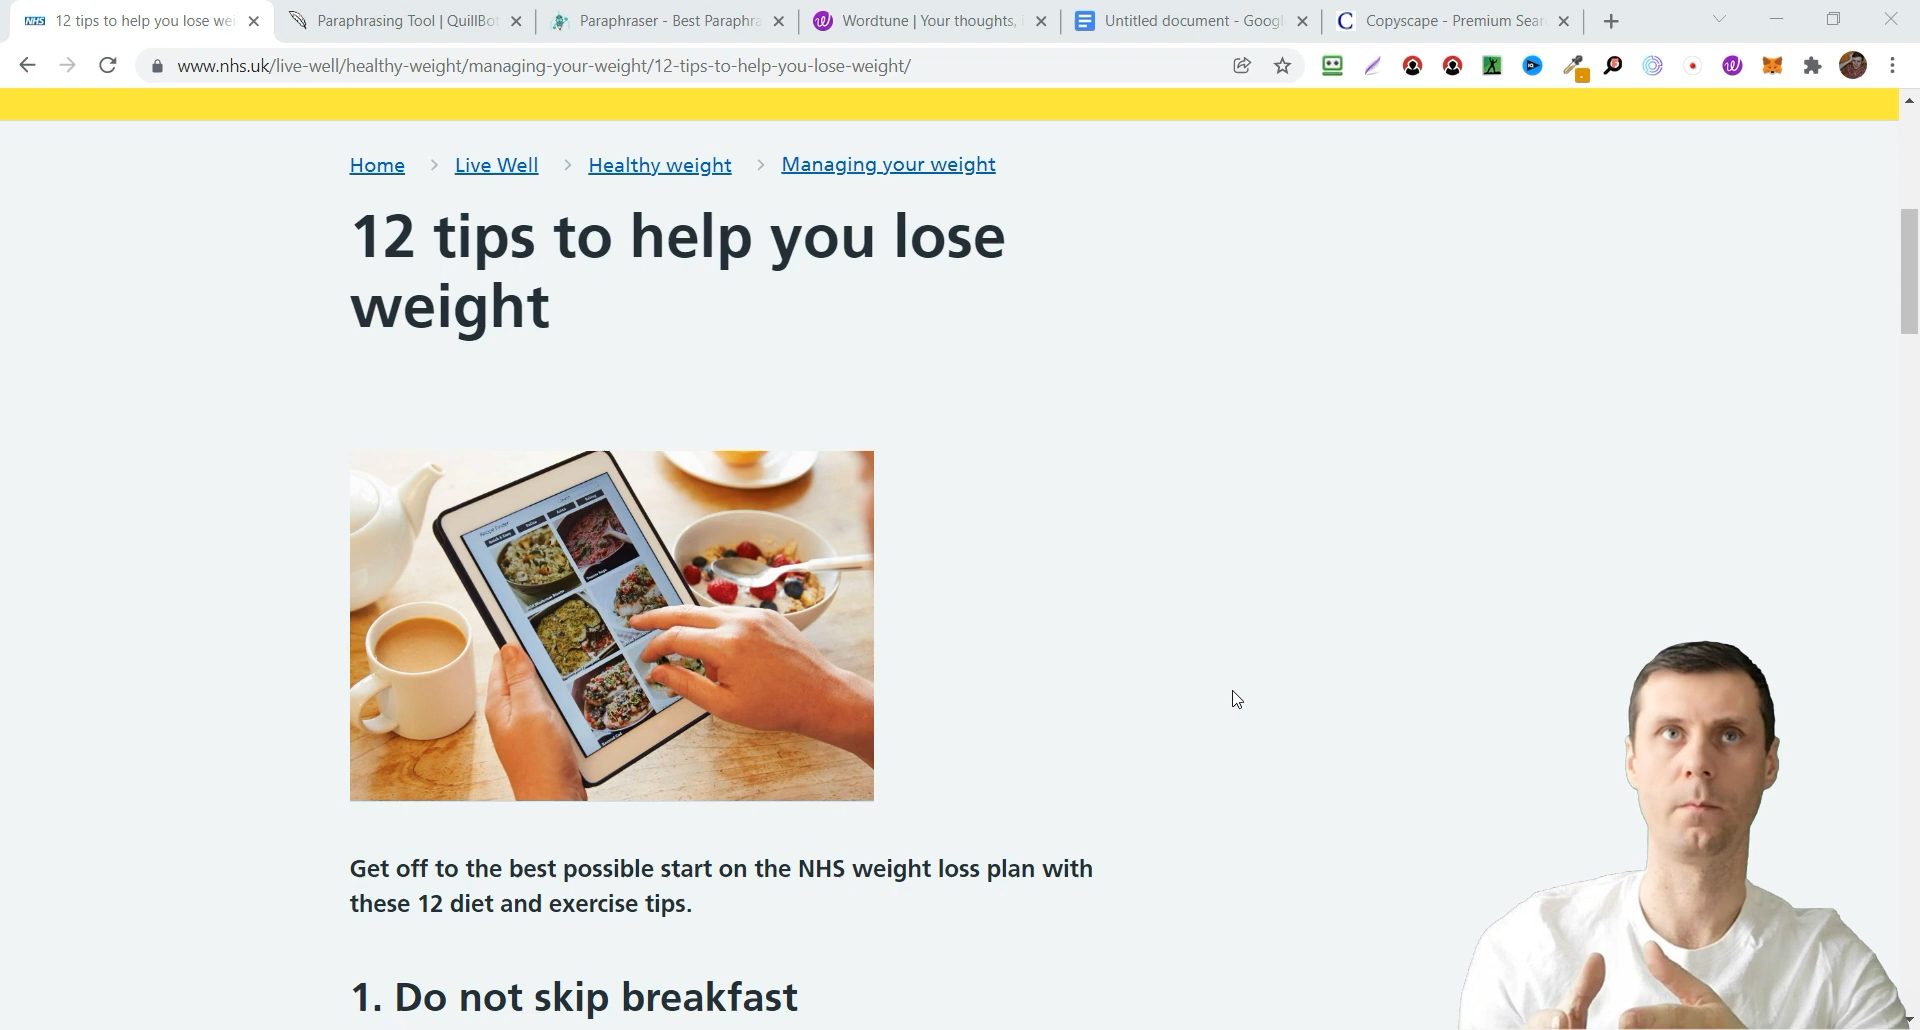 NHS 12 tips to help you lose wei
Paraphrasing Tool | QuillBot
Paraphraser - Best Paraphra
Wordtune | Your thoughts, i
Untitled document - Google
Copyscape - Premium Sear
www.nhs.uk/live-well/healthy-weight/managing-your-weight/12-tips-to-help-you-lose-weight/
Home > Live Well > Healthy weight > Managing your weight
12 tips to help you lose
weight
Get off to the best possible start on the NHS weight loss plan with
these 12 diet and exercise tips.
1. Do not skip breakfast